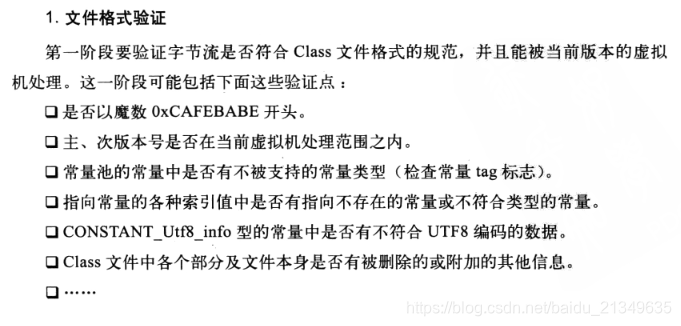 1. 文件格式验证
第一阶段要验证字节流是否符合 Class 文件格式的规范，并且能被当前版本的虚拟
机处理。这一阶段可能包括下面这些验证点：
❏ 是否以魔数 0xCAFEBABE 开头。
❏ 主、次版本号是否在当前虚拟机处理范围之内。
❏ 常量池的常量中是否有不被支持的常量类型（检查常量 tag 标志）。
❏ 指向常量的各种索引值中是否有指向不存在的常量或不符合类型的常量。
❏ CONSTANT_Utf8_info 型的常量中是否有不符合 UTF8 编码的数据。
❏ Class 文件中各个部分及文件本身是否有被删除的或附加的其他信息。
❏ ……
https://blog.csdn.net/baidu_21349635